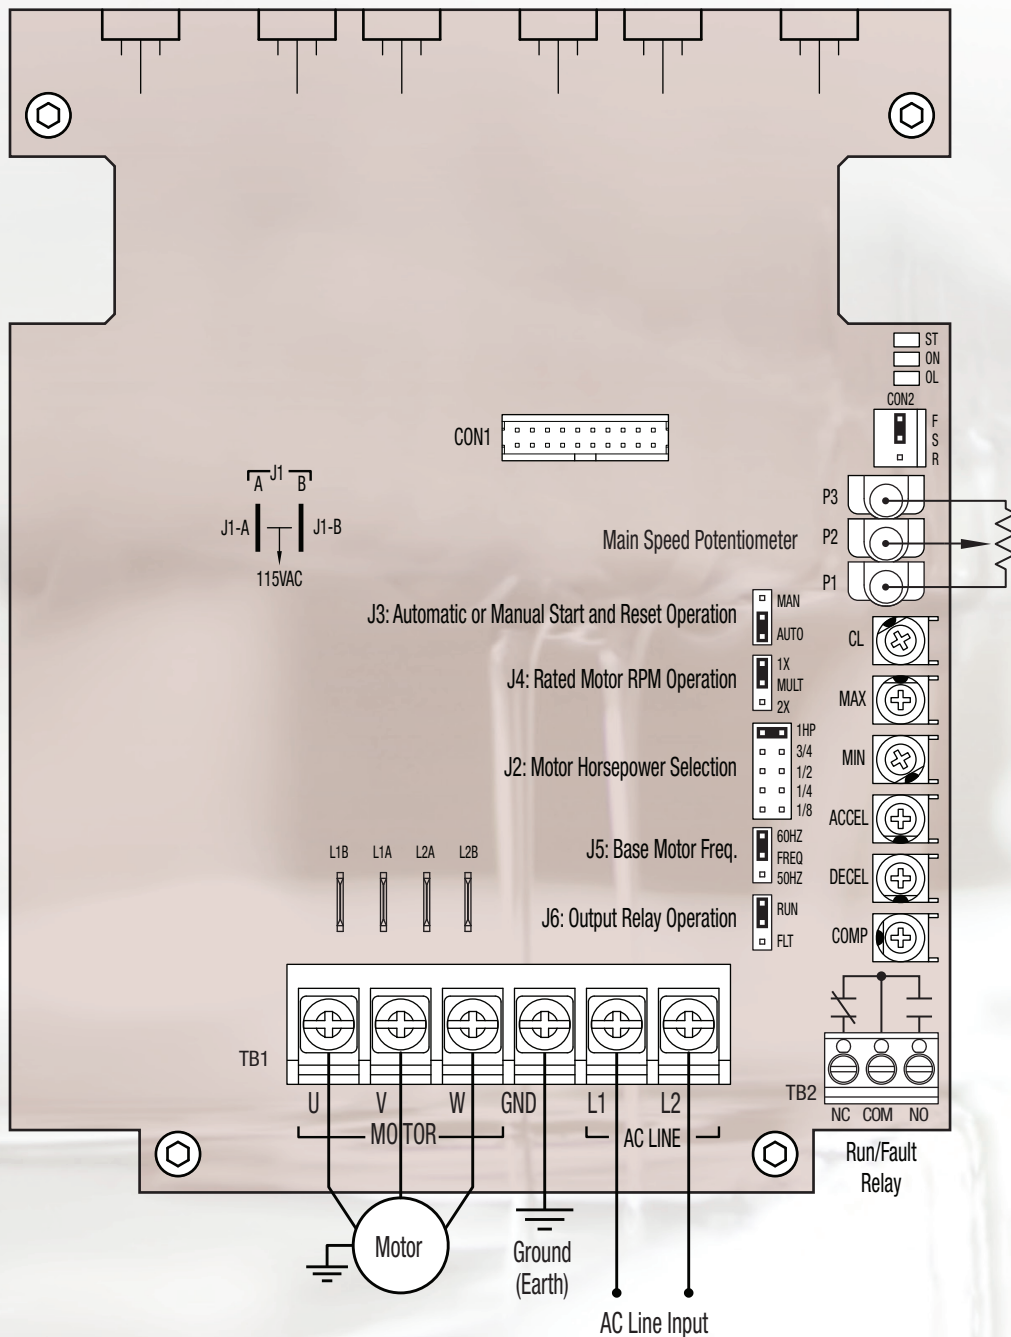 ST
ON
OL
CON2
F
S
R
CON1
J1
A B
J1-A J1-B
115VAC
P3
Main Speed Potentiometer P2
P1
J3: Automatic or Manual Start and Reset Operation
MAN
AUTO
CL
J4: Rated Motor RPM Operation
1X
MULT
2X
MAX
J2: Motor Horsepower Selection
1HP
3/4
1/2
1/4
1/8
MIN
ACCEL
J5: Base Motor Freq.
60HZ
FREQ
50HZ
DECEL
L1B L1A L2A L2B
J6: Output Relay Operation
RUN
FLT
COMP
TB1
U V W GND L1 L2
MOTOR AC LINE
TB2
NC COM NO
Run/Fault
Relay
Motor
Ground
(Earth)
AC Line Input